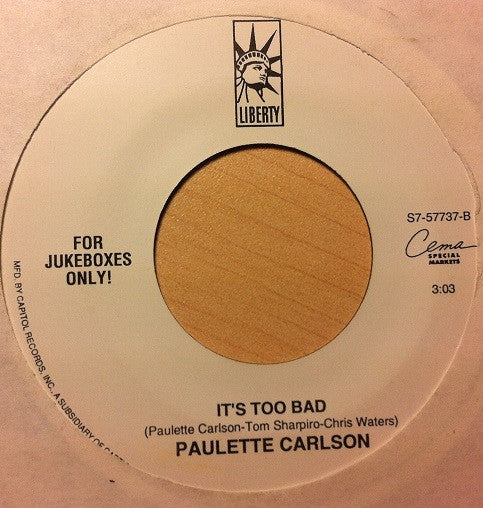 LIBERTY
FOR
JUKEBOXES
ONLY!
S7-57737-B
Cema
SPECIAL
MARKETS
3:03
MFD. BY CAPITOL RECORDS, INC., A SUBSIDIARY OF
IT'S TOO BAD
(Paulette Carlson-Tom Sharpiro-Chris Waters)
PAULETTE CARLSON